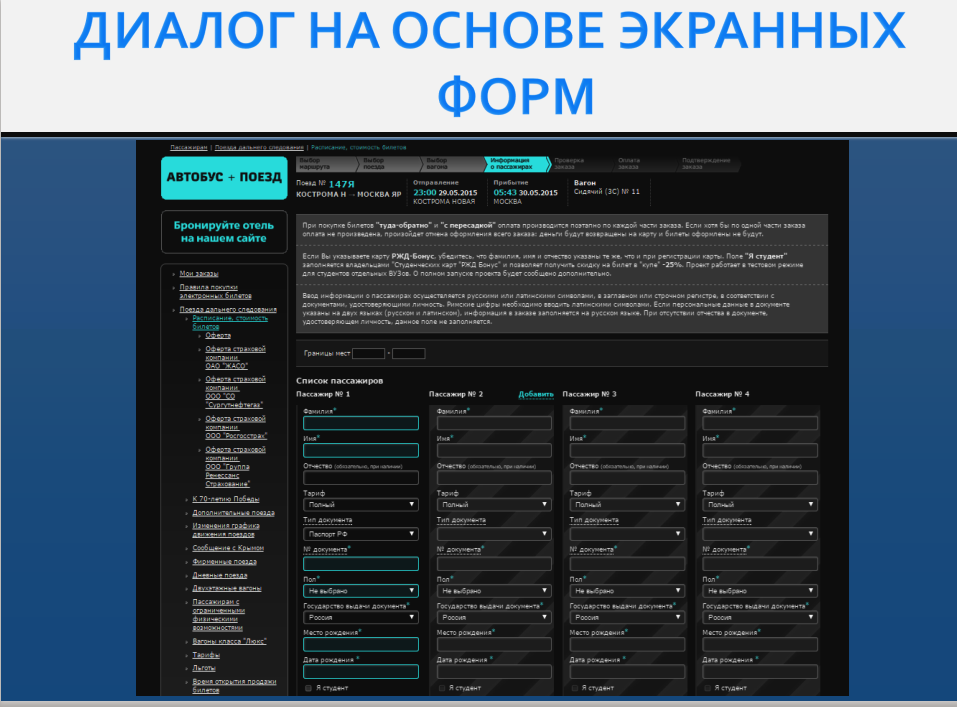 ДИАЛОГ НА ОСНОВЕ ЭКРАННЫХ
ФОРМ
Пассажирам | Поезда дальнего следования | Расписание, стоимость билетов
АВТОБУС + ПОЕЗД
Бронируйте отель
на нашем сайте
Мои заказы
Правила покупки
электронных билетов
Поезда дальнего следования
Расписание, стоимость
билетов
Оферта
Оферта страховой
компании
ОАО "ЖАСО"
Оферта страховой
компании
ООО "СО
"Сургутнефтегаз"
Оферта страховой
компании
ООО "Росгосстрах"
Оферта страховой
компании
ООО "Группа
Ренессанс
Страхование"
К 70-летию Победы
Дополнительные поезда
Изменения графика
движения поездов
Сообщение с Крымом
Фирменные поезда
Дневные поезда
Двухэтажные вагоны
Пассажирам с
ограниченными
физическими
возможностями
Вагоны класса "Люкс"
Тарифы
Льготы
Время открытия продажи
билетов
Выбор
маршрута
Выбор
поезда
Выбор
вагона
Информация
о пассажирах
Проверка
заказа
Оплата
заказа
Подтверждение
заказа
Поезд № 147Я
КОСТРОМА Н → МОСКВА ЯР
Отправление
23:00 29.05.2015
КОСТРОМА НОВАЯ
Прибытие
05:43 30.05.2015
МОСКВА
Вагон
Сидячий (3С) № 11
При покупке билетов "туда-обратно" и "с пересадкой" оплата производится поэтапно по каждой части заказа. Если хотя бы по одной части заказа
оплата не произведена, произойдет отмена оформления всего заказа: деньги будут возвращены на карту и билеты оформлены не будут.
Если Вы указываете карту РЖД-Бонус, убедитесь, что фамилия, имя и отчество указаны те же, что и при регистрации карты. Поле "Я студент"
заполняется владельцами "Студенческих карт "РЖД Бонус" и позволяет получить скидку на билет в "купе" -25%. Проект работает в тестовом режиме
для студентов отдельных ВУЗов. О полном запуске проекта будет сообщено дополнительно.
Ввод информации о пассажирах осуществляется русскими или латинскими символами, в заглавном или строчном регистре, в соответствии с
документами, удостоверяющими личность. Римские цифры необходимо вводить латинскими символами. Если персональные данные в документе
указаны на двух языках (русском и латинском), информация в заказе заполняется на русском языке. При отсутствии отчества в документе,
удостоверяющем личность, данное поле не заполняется.
Границы мест -
Список пассажиров
Пассажир № 1 Пассажир № 2 Добавить Пассажир № 3 Пассажир № 4
Фамилия* Фамилия* Фамилия* Фамилия*
Имя* Имя* Имя* Имя*
Отчество (обязательно, при наличии) Отчество (обязательно, при наличии) Отчество (обязательно, при наличии) Отчество (обязательно, при наличии)
Тариф Тариф Тариф Тариф
Полный Полный Полный Полный
Тип документа Тип документа Тип документа Тип документа
Паспорт РФ
№ документа* № документа* № документа* № документа*
Пол* Пол* Пол* Пол*
Не выбрано Не выбрано Не выбрано Не выбрано
Государство выдачи документа* Государство выдачи документа* Государство выдачи документа* Государство выдачи документа*
Россия Россия Россия Россия
Место рождения* Место рождения* Место рождения* Место рождения*
Дата рождения * Дата рождения * Дата рождения * Дата рождения *
Я студент Я студент Я студент Я студент